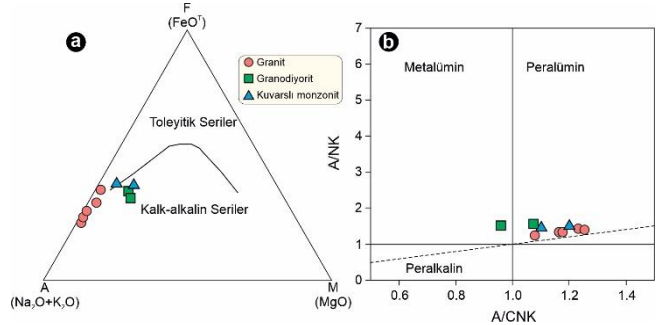 a
F
(FeOᵀ)
Granit
Granodiyorit
Kuvarslı monzonit
Toleyitik Seriler
Kalk-alkalin Seriler
A
(Na₂O+K₂O)
M
(MgO)
b
7
6
5
4
3
2
1
0
A/NK
Metalümin
Peralümin
Peralkalin
0.6
0.8
1.0
1.2
1.4
A/CNK